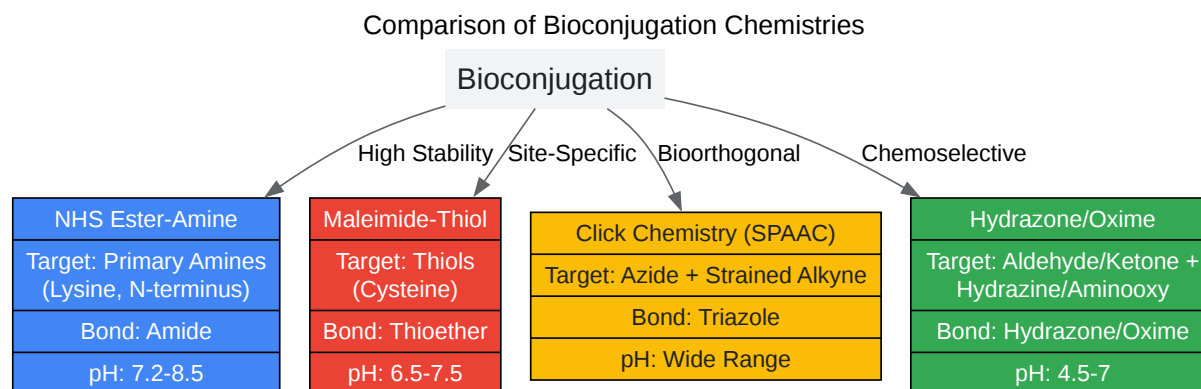 Comparison of Bioconjugation Chemistries
Bioconjugation
High Stability
Site-Specific
Bioorthogonal
Chemoselective
NHS Ester-Amine
Target: Primary Amines
(Lysine, N-terminus)
Bond: Amide
pH: 7.2-8.5
Maleimide-Thiol
Target: Thiols
(Cysteine)
Bond: Thioether
pH: 6.5-7.5
Click Chemistry (SPAAC)
Target: Azide + Strained Alkyne
Bond: Triazole
pH: Wide Range
Hydrazone/Oxime
Target: Aldehyde/Ketone +
Hydrazine/Aminooxy
Bond: Hydrazone/Oxime
pH: 4.5-7